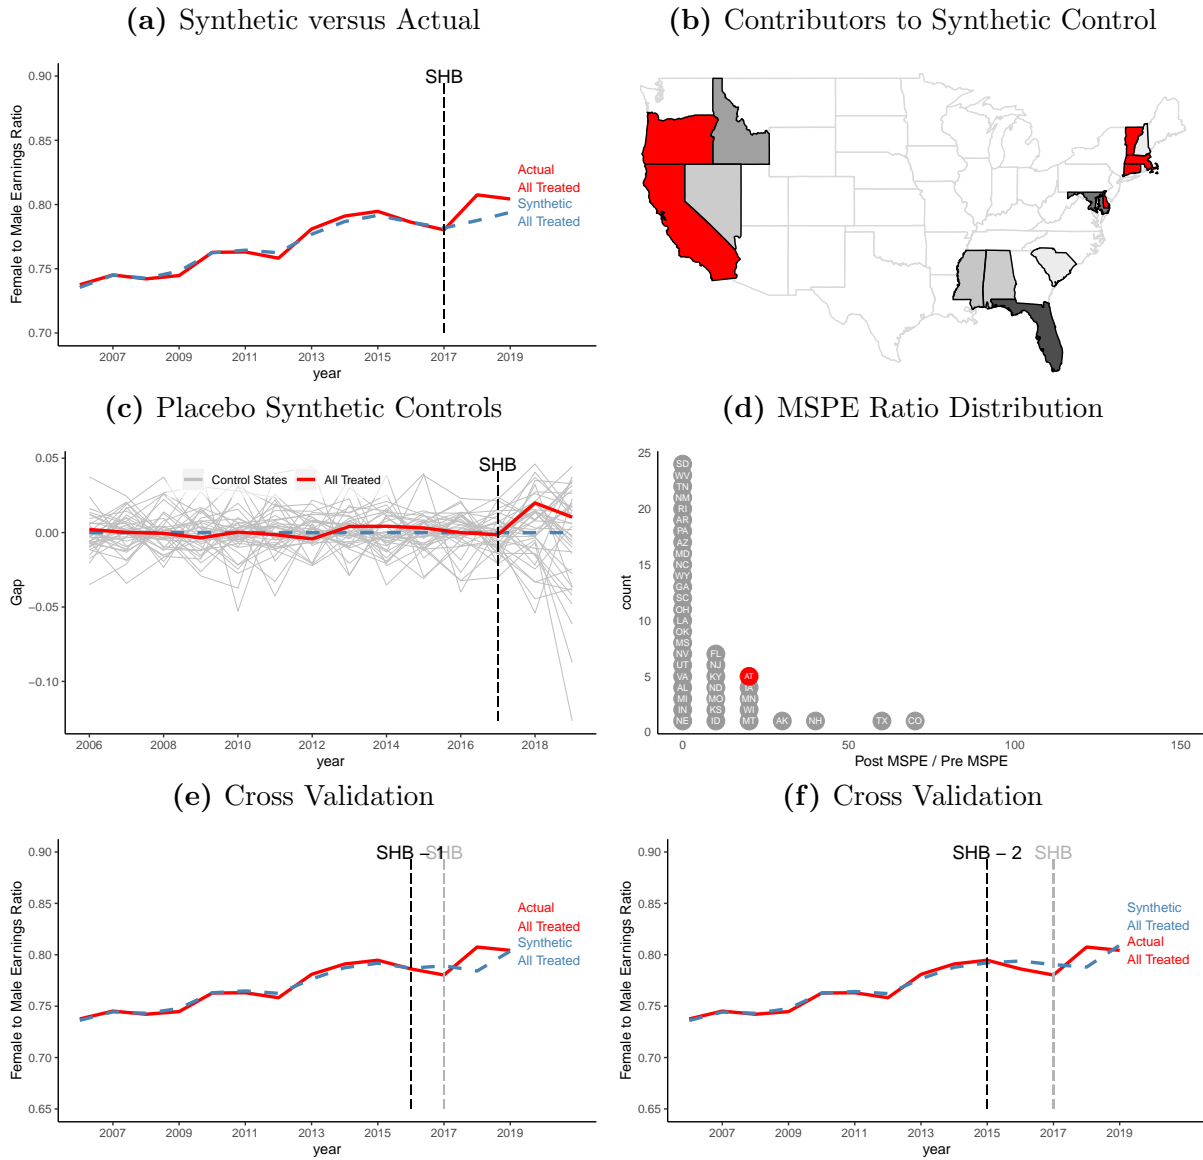 (a) Synthetic versus Actual
0.90
0.85
0.80
0.75
0.70
Female to Male Earnings Ratio
SHB
Actual
All Treated
Synthetic
All Treated
2007 2009 2011 2013 2015 2017 2019
year
(b) Contributors to Synthetic Control
(c) Placebo Synthetic Controls
0.05
0.00
−0.05
−0.10
Gap
Control States All Treated
SHB
2006 2008 2010 2012 2014 2016 2018
year
(d) MSPE Ratio Distribution
25
20
15
10
5
0
count
SD
WV
TN
NM
RI
AR
PA
AZ
MD
NC
WY
GA
SC
OH
LA
OK
MS
NV FL
UT NJ
VA KY AT
AL ND IA
MI MO MN
IN KS WI
NE ID MT AK NH TX CO
0 50 100 150
Post MSPE / Pre MSPE
(e) Cross Validation
0.90
0.85
0.80
0.75
0.70
0.65
Female to Male Earnings Ratio
SHB − 1 SHB
Actual
All Treated
Synthetic
All Treated
2007 2009 2011 2013 2015 2017 2019
year
(f) Cross Validation
0.90
0.85
0.80
0.75
0.70
0.65
Female to Male Earnings Ratio
SHB − 2 SHB
Synthetic
All Treated
Actual
All Treated
2007 2009 2011 2013 2015 2017 2019
year